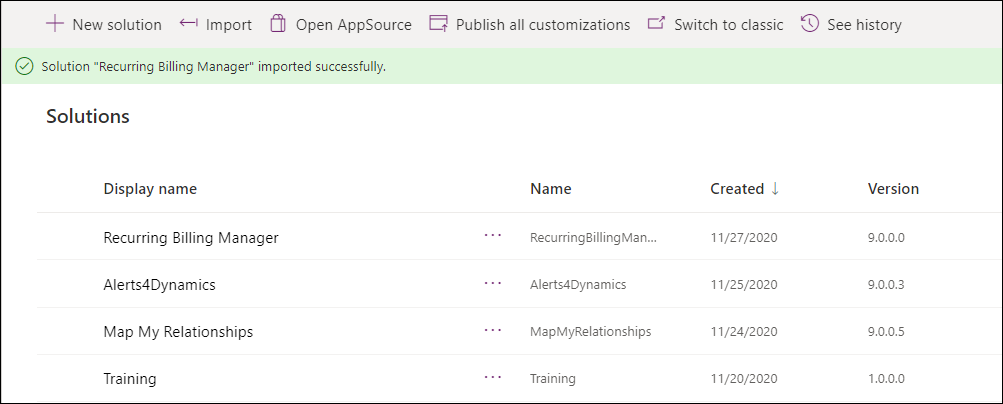 New solution Import Open AppSource Publish all customizations Switch to classic See history
Solution "Recurring Billing Manager" imported successfully.
Solutions
Display name Name Created ↓ Version
Recurring Billing Manager ... RecurringBillingMan... 11/27/2020 9.0.0.0
Alerts4Dynamics ... Alerts4Dynamics 11/25/2020 9.0.0.3
Map My Relationships ... MapMyRelationships 11/24/2020 9.0.0.5
Training ... Training 11/20/2020 1.0.0.0